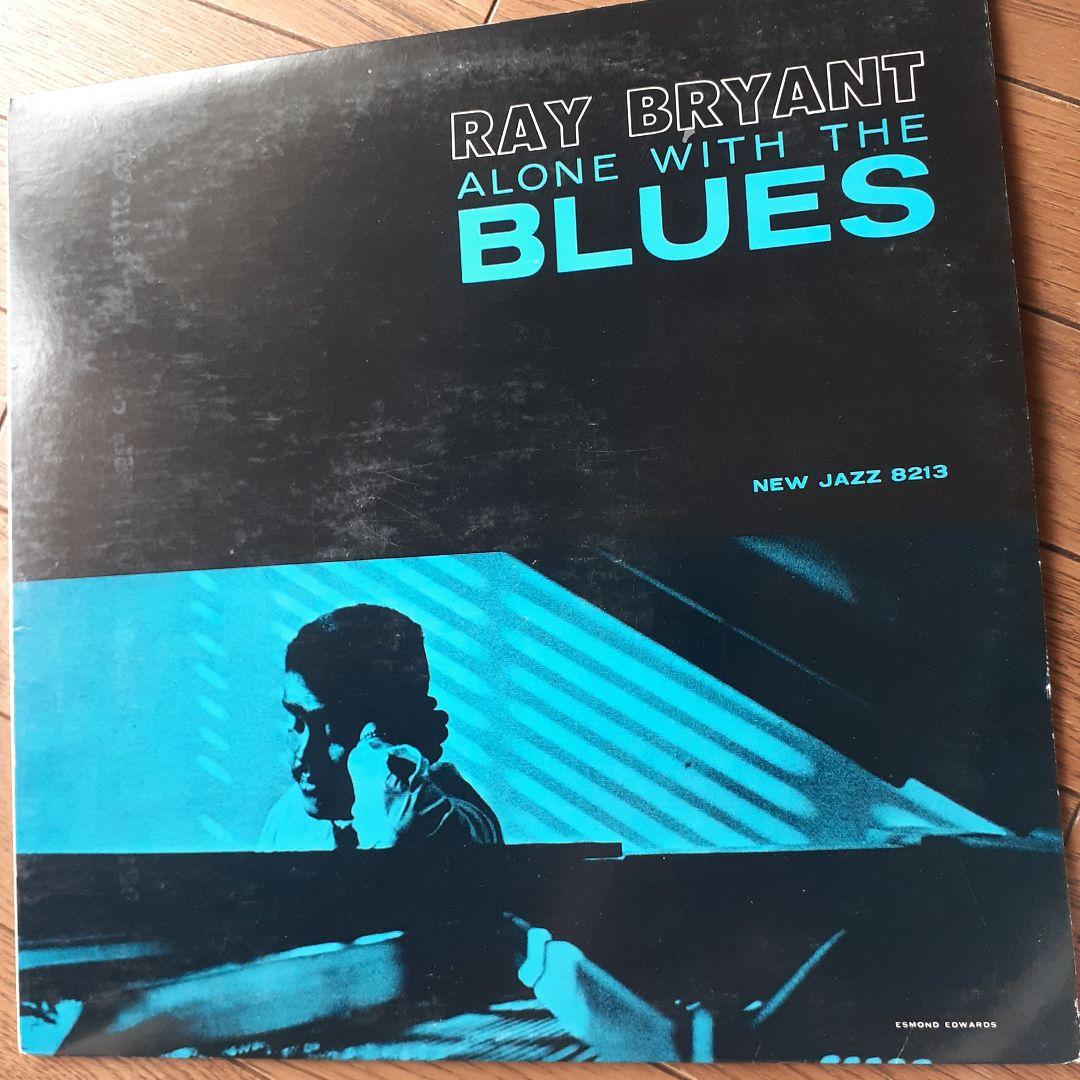 RAY BRYANT
ALONE WITH THE
BLUES
NEW JAZZ 8213
ESMOND EDWARDS